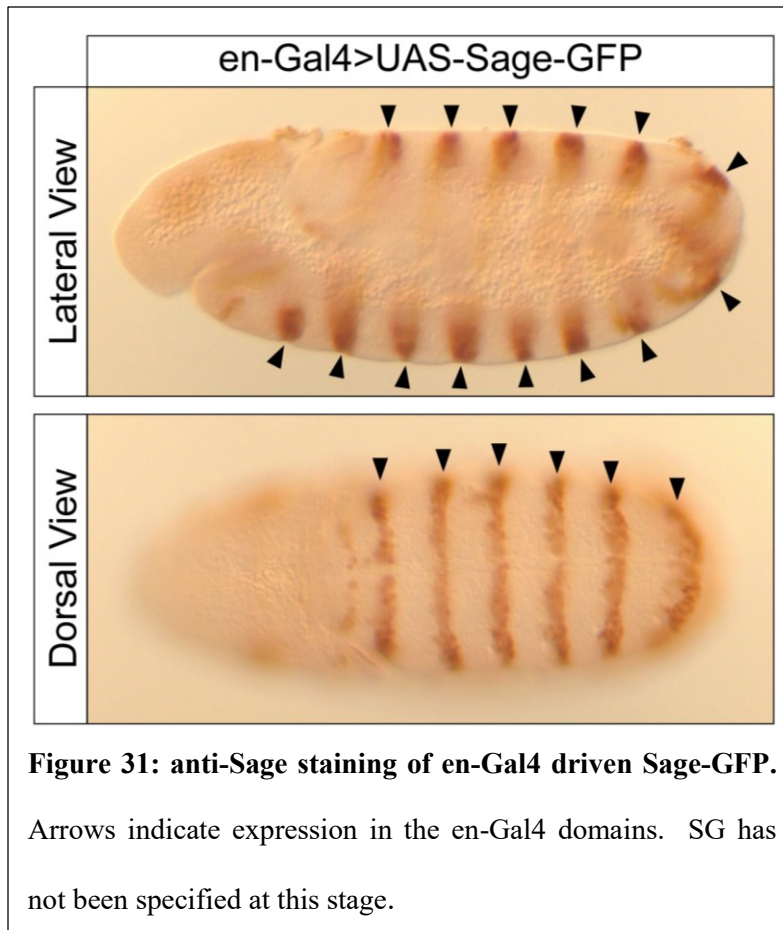 en-Gal4>UAS-Sage-GFP
Lateral View
Dorsal View
Figure 31: anti-Sage staining of en-Gal4 driven Sage-GFP.
Arrows indicate expression in the en-Gal4 domains. SG has
not been specified at this stage.